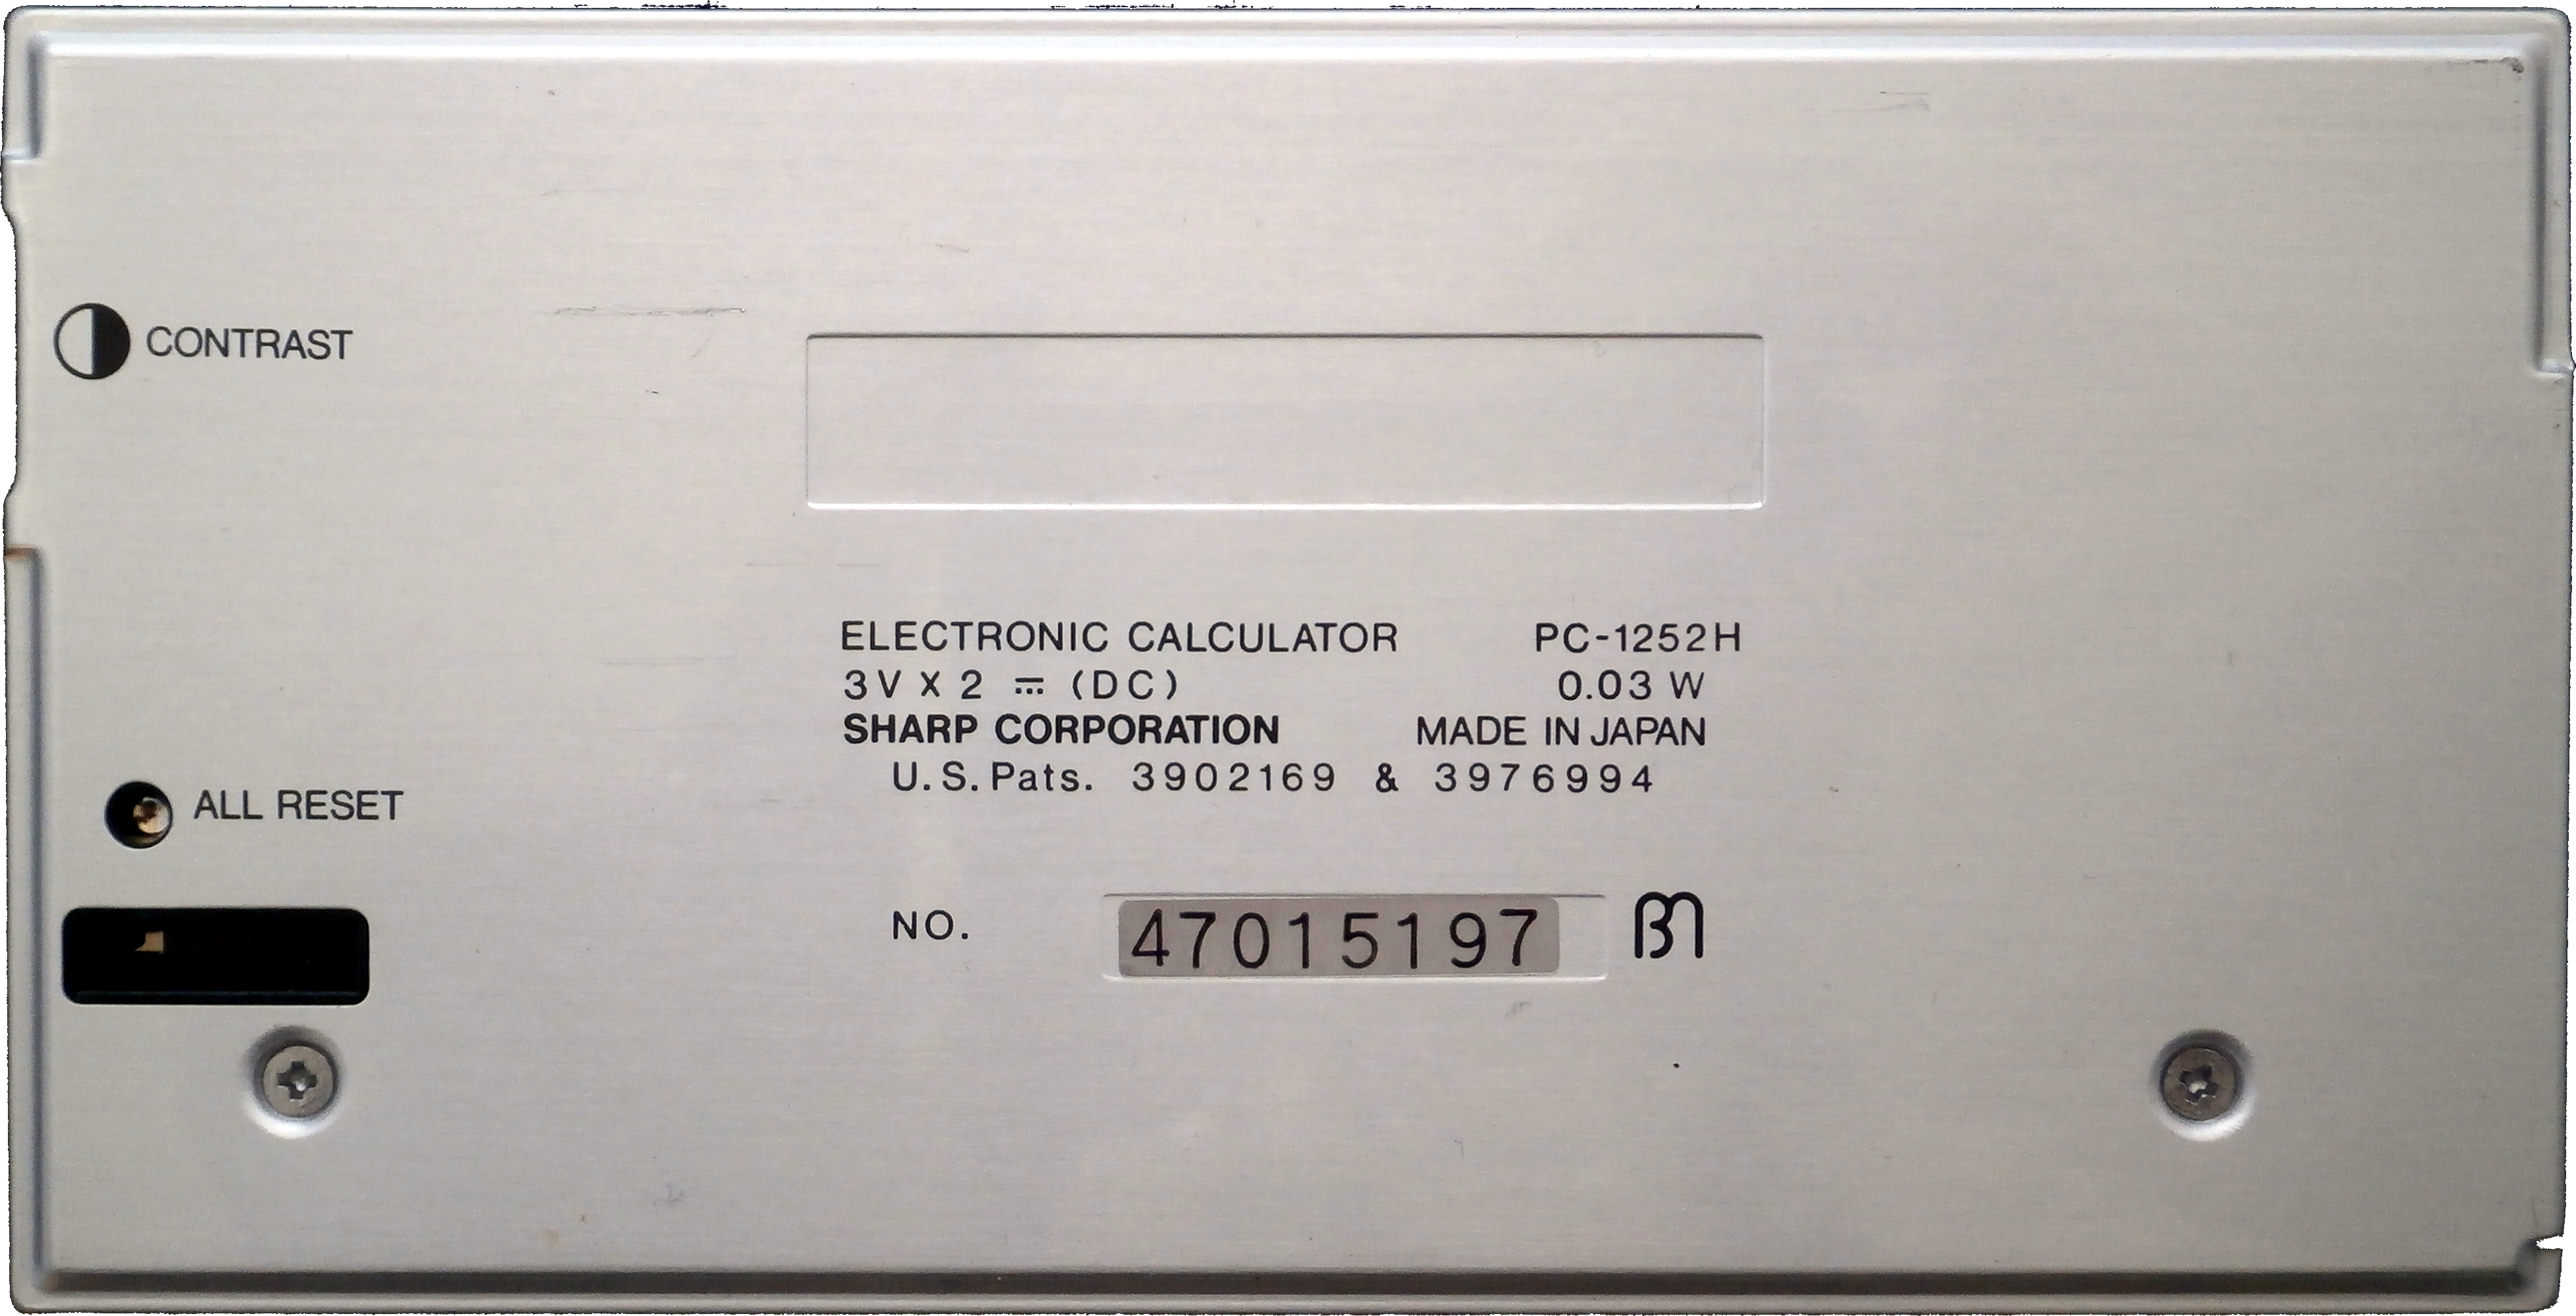 CONTRAST
ELECTRONIC CALCULATOR PC-1252H
3V X 2 ⎓ (DC) 0.03 W
SHARP CORPORATION MADE IN JAPAN
U.S. Pats. 3902169 & 3976994
ALL RESET
NO. 47015197